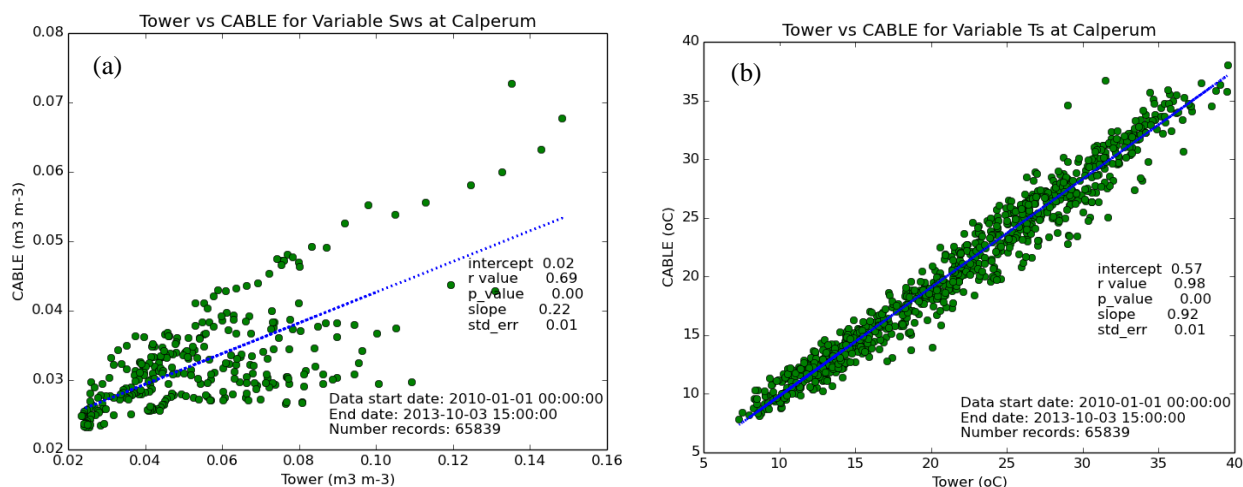 Tower vs CABLE for Variable Sws at Calperum
(a)
0.08
0.07
0.06
0.05
0.04
0.03
0.02
CABLE (m3 m-3)
intercept 0.02
r value 0.69
p_value 0.00
slope 0.22
std_err 0.01
Data start date: 2010-01-01 00:00:00
End date: 2013-10-03 15:00:00
Number records: 65839
0.02 0.04 0.06 0.08 0.10 0.12 0.14 0.16
Tower (m3 m-3)
Tower vs CABLE for Variable Ts at Calperum
(b)
40
35
30
25
20
15
10
5
CABLE (oC)
intercept 0.57
r value 0.98
p_value 0.00
slope 0.92
std_err 0.01
Data start date: 2010-01-01 00:00:00
End date: 2013-10-03 15:00:00
Number records: 65839
5 10 15 20 25 30 35 40
Tower (oC)